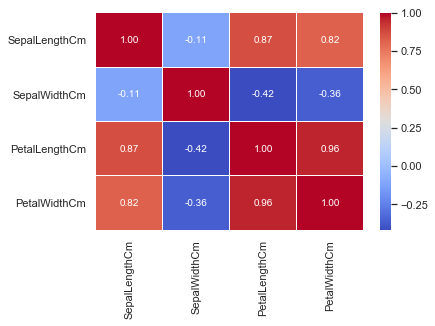 SepalLengthCm 1.00 -0.11 0.87 0.82
SepalWidthCm -0.11 1.00 -0.42 -0.36
PetalLengthCm 0.87 -0.42 1.00 0.96
PetalWidthCm 0.82 -0.36 0.96 1.00
SepalLengthCm
SepalWidthCm
PetalLengthCm
PetalWidthCm
1.00
0.75
0.50
0.25
0.00
−0.25